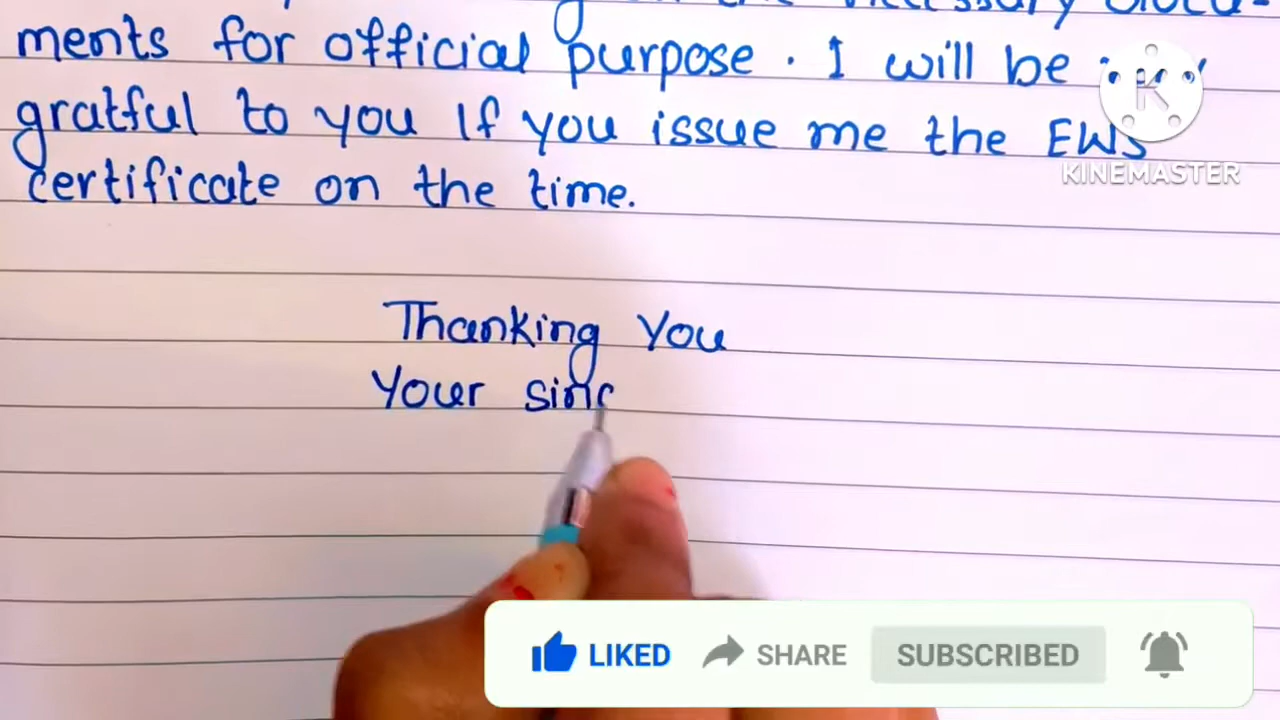 ments for official purpose. I will be
gratful to you If you issue me the EWS
certificate on the time.
Thanking You
Your sinc
KINEMASTER
LIKED SHARE SUBSCRIBED